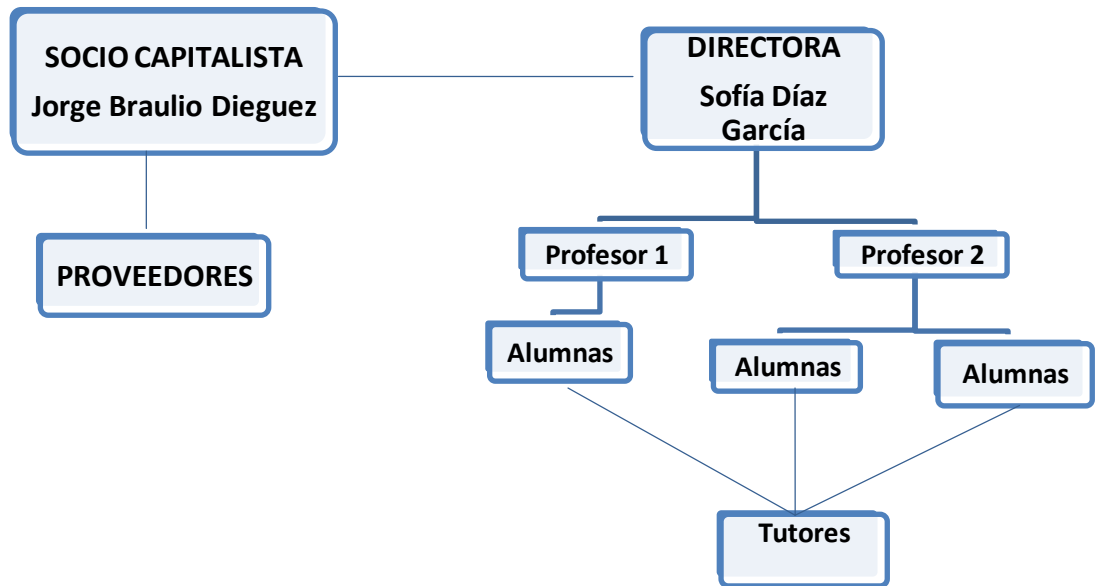 SOCIO CAPITALISTA
Jorge Braulio Dieguez
DIRECTORA
Sofía Díaz
García
PROVEEDORES
Profesor 1
Profesor 2
Alumnas
Alumnas
Alumnas
Tutores